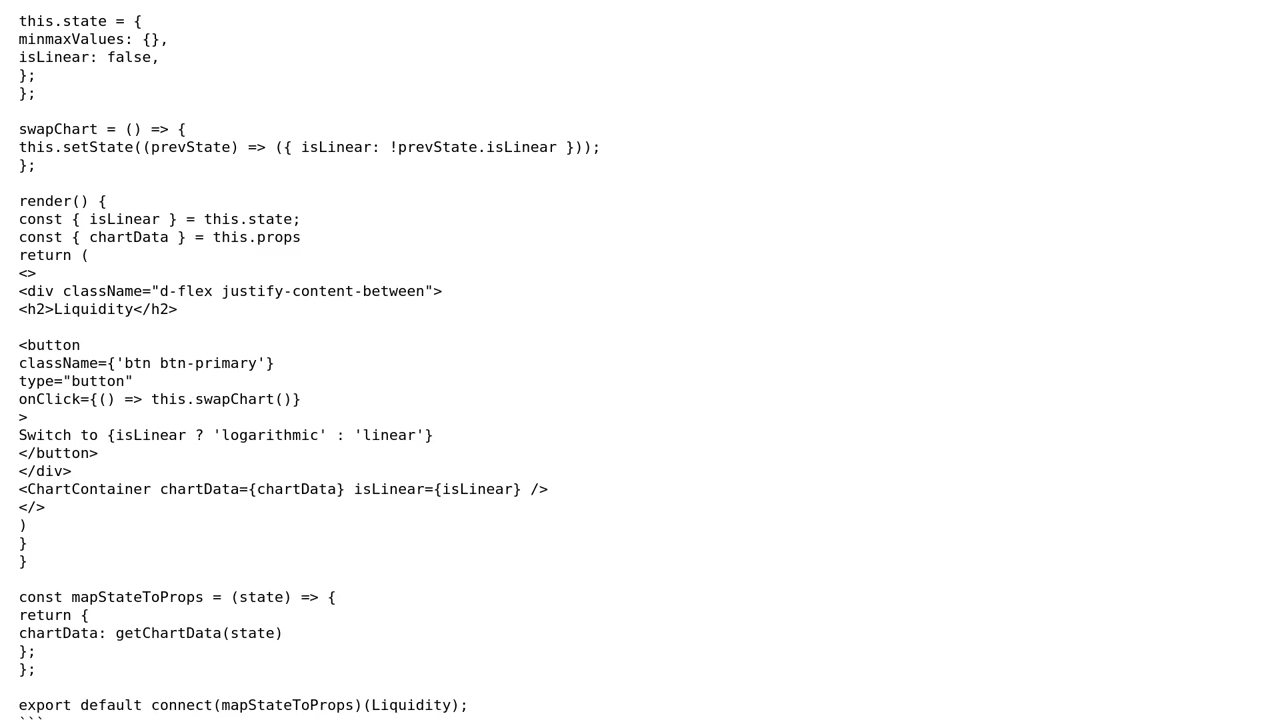 this.state = {
minmaxValues: {},
isLinear: false,
};
};
swapChart = () => {
this.setState((prevState) => ({ isLinear: !prevState.isLinear }));
};
render() {
const { isLinear } = this.state;
const { chartData } = this.props
return (
<>
<div className="d-flex justify-content-between">
<h2>Liquidity</h2>
<button
className={'btn btn-primary'}
type="button"
onClick={() => this.swapChart()}
>
Switch to {isLinear ? 'logarithmic' : 'linear'}
</button>
</div>
<ChartContainer chartData={chartData} isLinear={isLinear} />
</>
)
}
}
const mapStateToProps = (state) => {
return {
chartData: getChartData(state)
};
};
export default connect(mapStateToProps)(Liquidity);
```